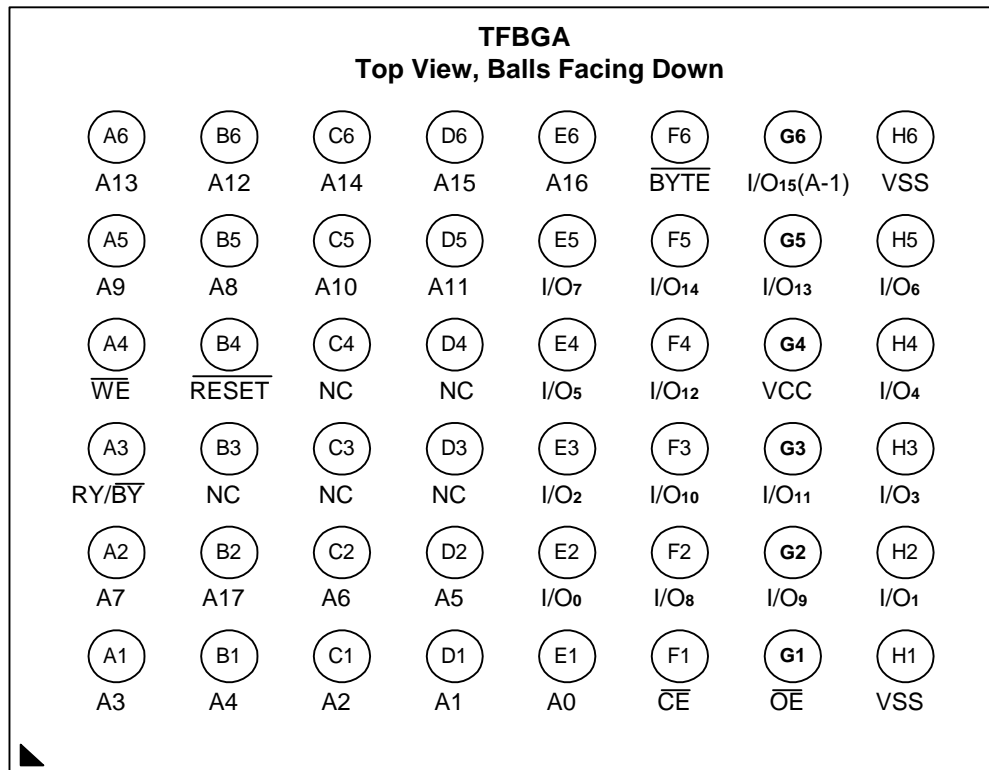 TFBGA
Top View, Balls Facing Down
A6 B6 C6 D6 E6 F6 G6 H6
A13 A12 A14 A15 A16 BYTE I/O15(A-1) VSS
A5 B5 C5 D5 E5 F5 G5 H5
A9 A8 A10 A11 I/O7 I/O14 I/O13 I/O6
A4 B4 C4 D4 E4 F4 G4 H4
WE RESET NC NC I/O5 I/O12 VCC I/O4
A3 B3 C3 D3 E3 F3 G3 H3
RY/BY NC NC NC I/O2 I/O10 I/O11 I/O3
A2 B2 C2 D2 E2 F2 G2 H2
A7 A17 A6 A5 I/O0 I/O8 I/O9 I/O1
A1 B1 C1 D1 E1 F1 G1 H1
A3 A4 A2 A1 A0 CE OE VSS